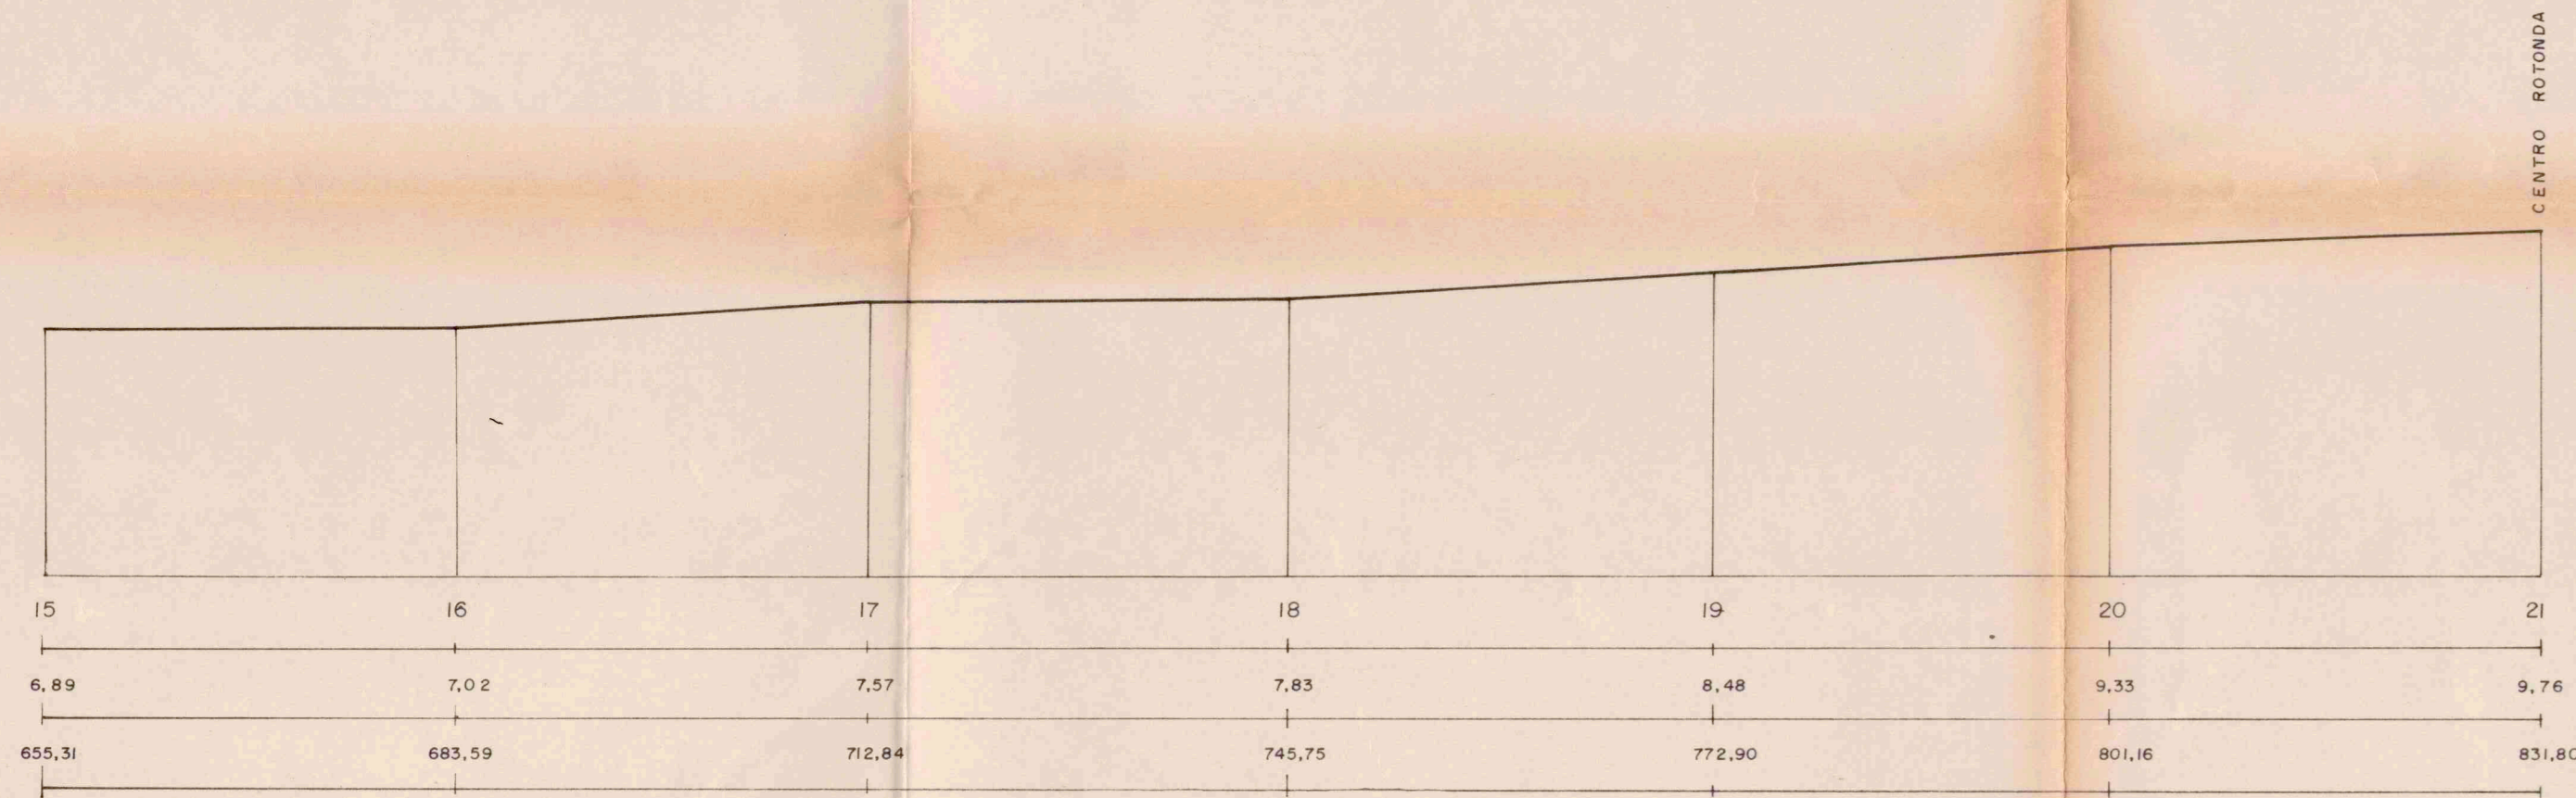 CENTRO ROTONDA
15 16 17 18 19 20 21
6,89 7,02 7,57 7,83 8,48 9,33 9,76
655,31 683,59 712,84 745,75 772,90 801,16 831,80